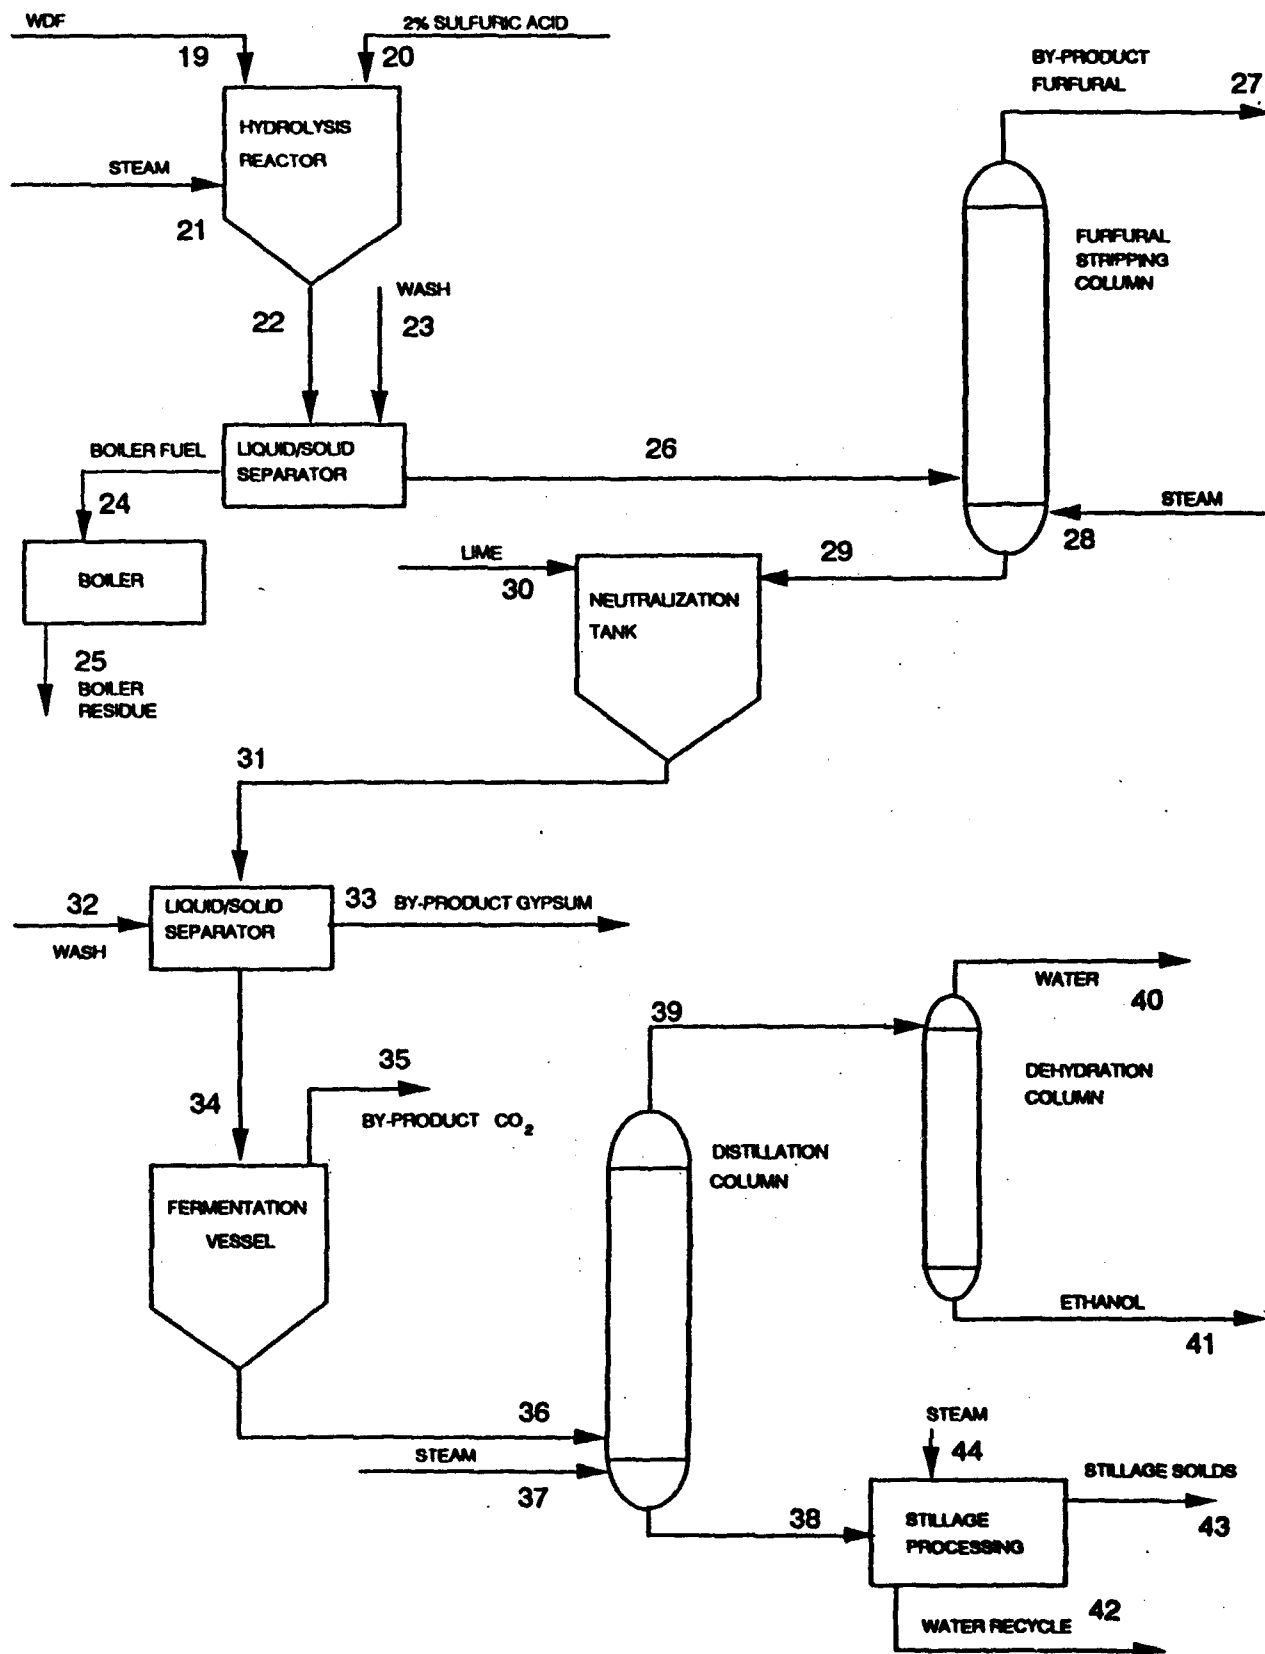 WDF
2% SULFURIC ACID
19
20
BY-PRODUCT
FURFURAL
27
HYDROLYSIS
REACTOR
STEAM
21
FURFURAL
STRIPPING
COLUMN
22
WASH
23
BOILER FUEL
LIQUID/SOLID
SEPARATOR
26
24
STEAM
28
BOILER
LIME
30
29
NEUTRALIZATION
TANK
25
BOILER
RESIDUE
31
32
WASH
LIQUID/SOLID
SEPARATOR
33
BY-PRODUCT GYPSUM
WATER
40
39
35
DEHYDRATION
COLUMN
34
BY-PRODUCT CO2
DISTILLATION
COLUMN
FERMENTATION
VESSEL
ETHANOL
41
36
STEAM
37
STEAM
44
STILLAGE SOILDS
43
38
STILLAGE
PROCESSING
42
WATER RECYCLE